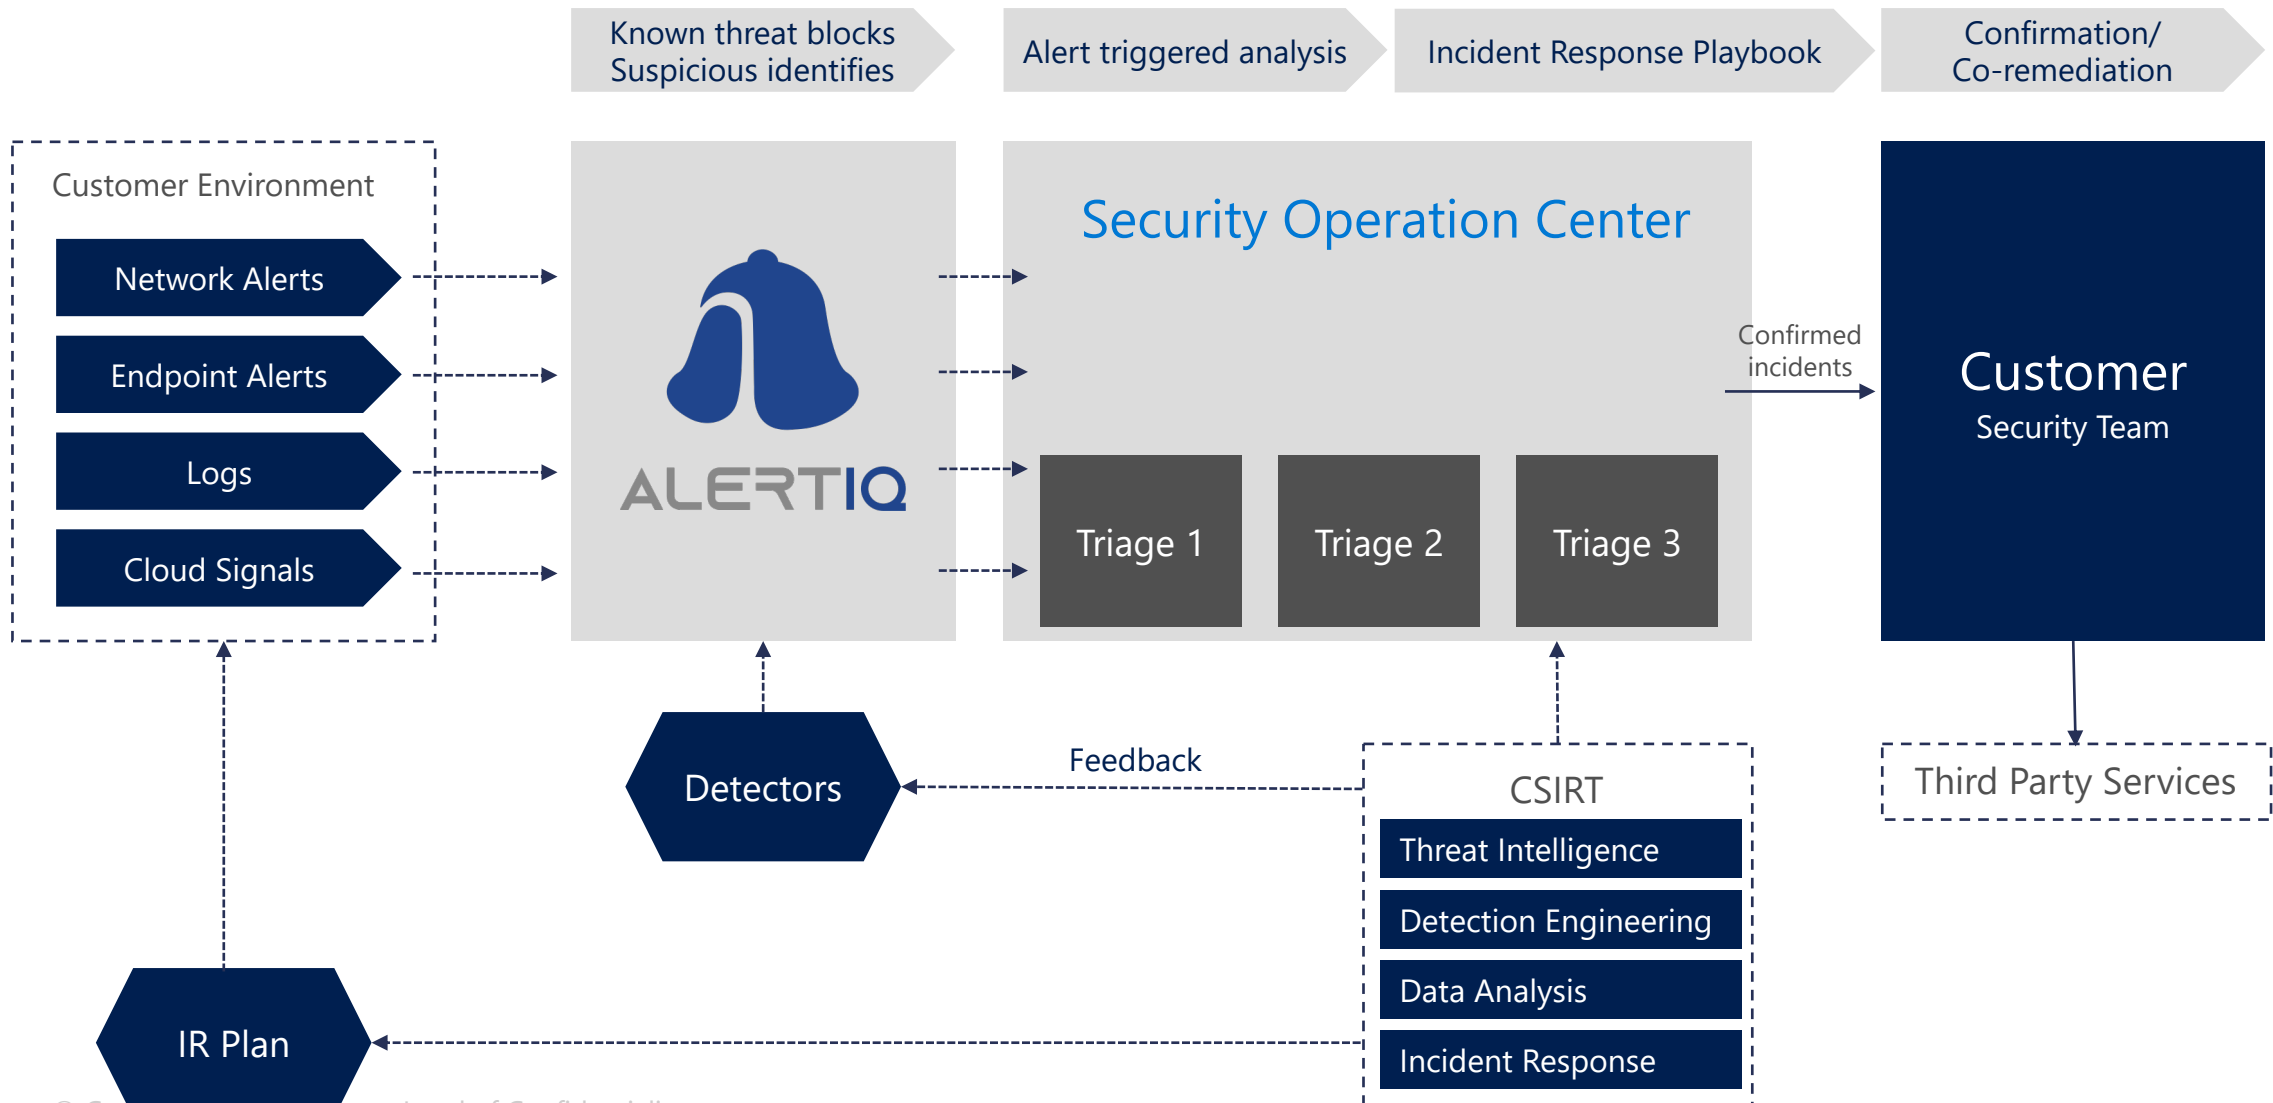 Known threat blocks
Suspicious identifies
Alert triggered analysis
Incident Response Playbook
Confirmation/
Co-remediation
Customer Environment
Network Alerts
Endpoint Alerts
Logs
Cloud Signals
ALERTIQ
Security Operation Center
Triage 1
Triage 2
Triage 3
Confirmed
incidents
Customer
Security Team
Detectors
Feedback
CSIRT
Threat Intelligence
Detection Engineering
Data Analysis
Incident Response
Third Party Services
IR Plan